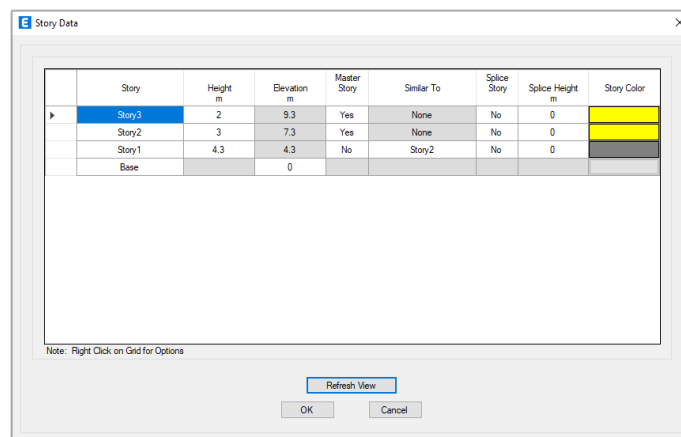 E Story Data
Story Height m Elevation m Master Story Similar To Splice Story Splice Height m Story Color
Story3 2 9.3 Yes None No 0
Story2 3 7.3 Yes None No 0
Story1 4.3 4.3 No Story2 No 0
Base 0
Note: Right Click on Grid for Options
Refresh View
OK Cancel